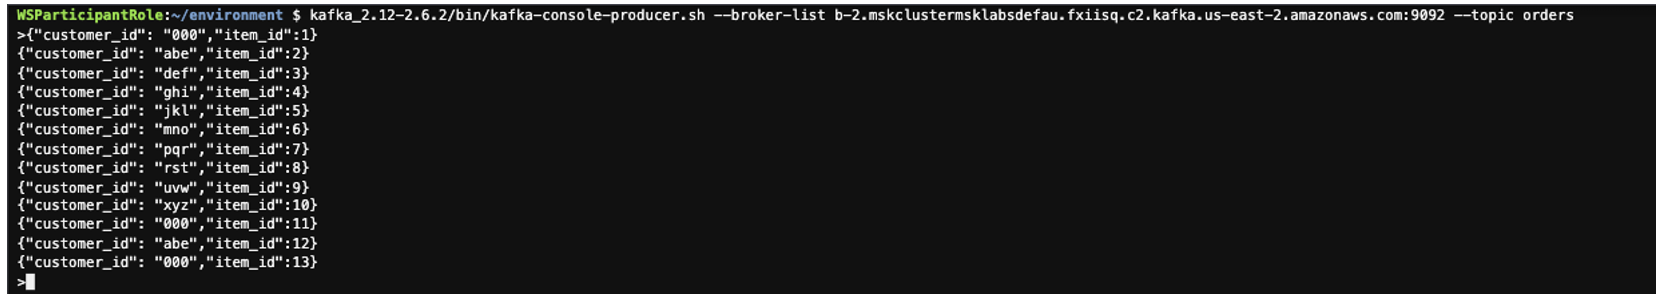 WSParticipantRole:~/environment $ kafka_2.12-2.6.2/bin/kafka-console-producer.sh --broker-list b-2.mskclustermsklabsdefau.fxiisq.c2.kafka.us-east-2.amazonaws.com:9092 --topic orders
>{"customer_id": "000","item_id":1}
{"customer_id": "abe","item_id":2}
{"customer_id": "def","item_id":3}
{"customer_id": "ghi","item_id":4}
{"customer_id": "jkl","item_id":5}
{"customer_id": "mno","item_id":6}
{"customer_id": "pqr","item_id":7}
{"customer_id": "rst","item_id":8}
{"customer_id": "uvw","item_id":9}
{"customer_id": "xyz","item_id":10}
{"customer_id": "000","item_id":11}
{"customer_id": "abe","item_id":12}
{"customer_id": "000","item_id":13}
>